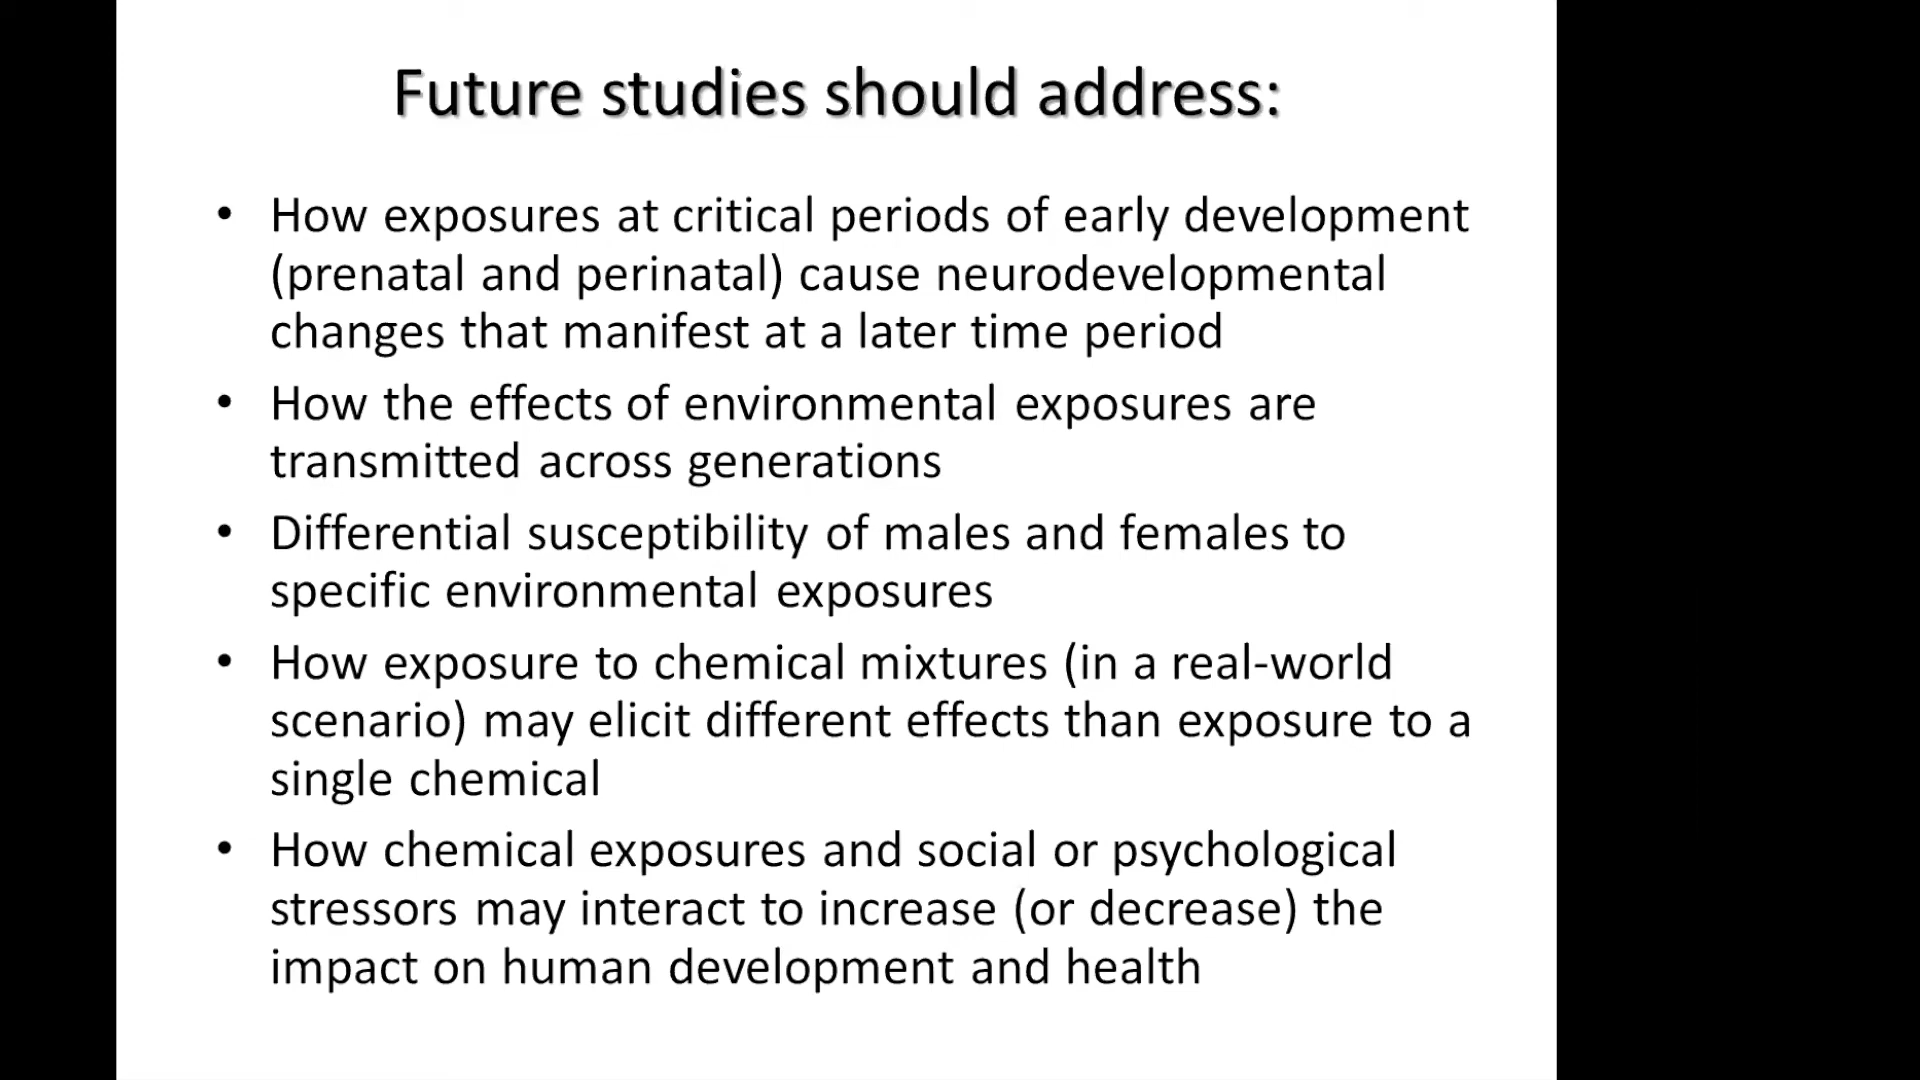 Future studies should address:
• How exposures at critical periods of early development
(prenatal and perinatal) cause neurodevelopmental
changes that manifest at a later time period
• How the effects of environmental exposures are
transmitted across generations
• Differential susceptibility of males and females to
specific environmental exposures
• How exposure to chemical mixtures (in a real-world
scenario) may elicit different effects than exposure to a
single chemical
• How chemical exposures and social or psychological
stressors may interact to increase (or decrease) the
impact on human development and health